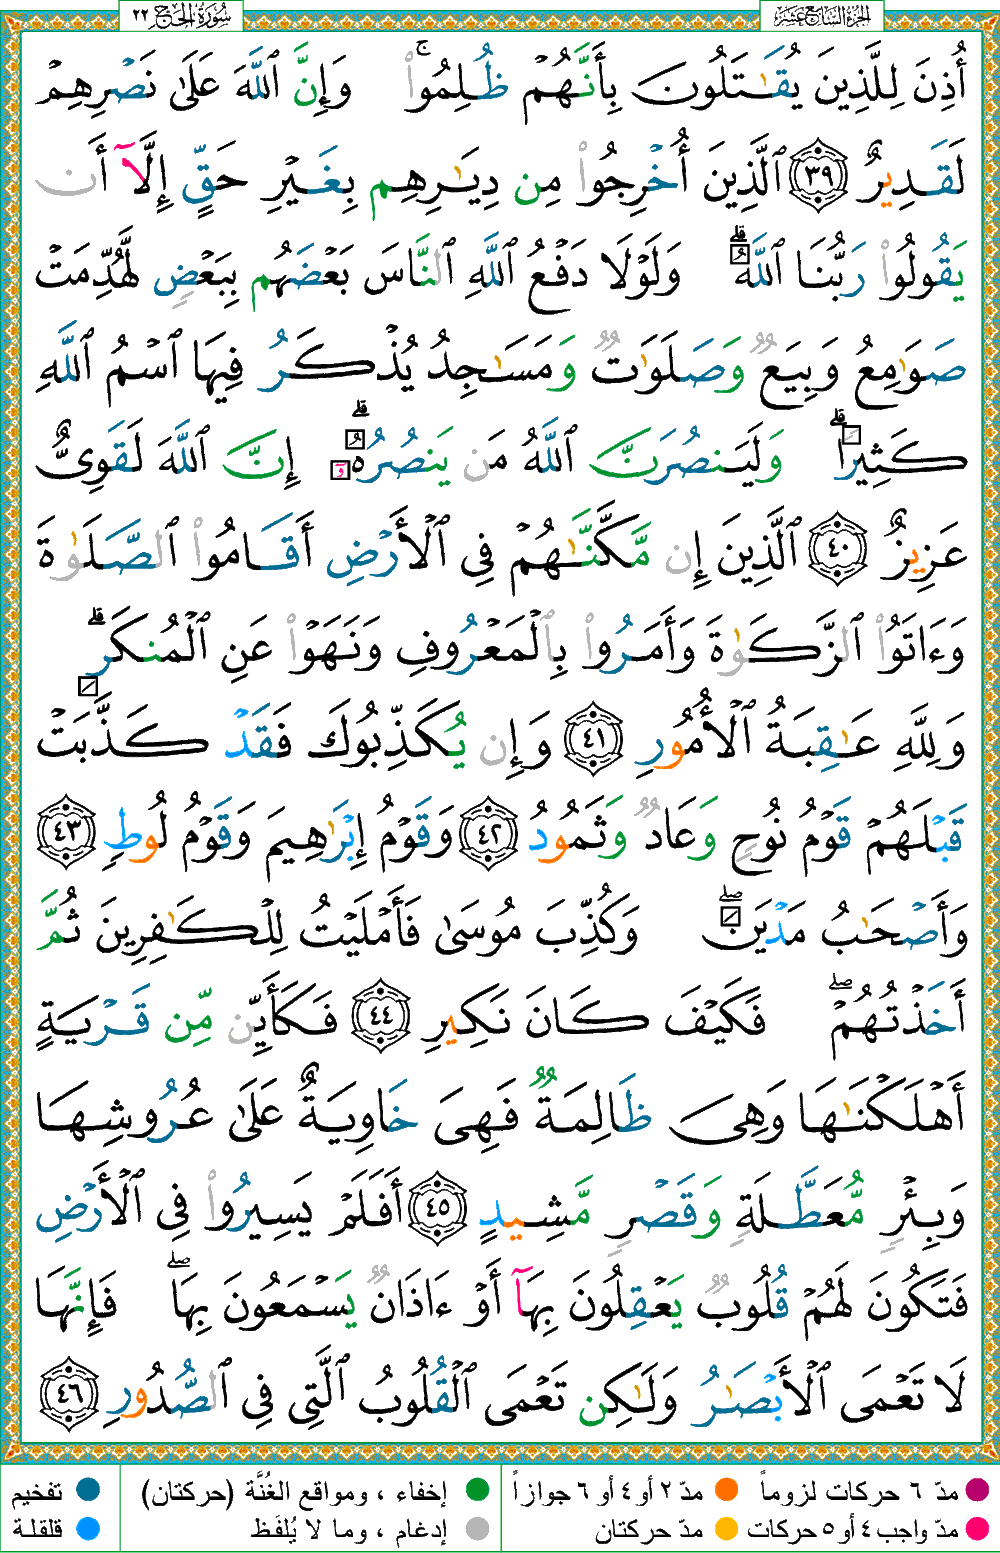 سُورَةُ الحَجِّ ٢٢
الجزء السابع عشر
أُذِنَ لِلَّذِينَ يُقَـٰتَلُونَ بِأَنَّهُمْ ظُلِمُوا۟ ۚ وَإِنَّ ٱللَّهَ عَلَىٰ نَصْرِهِمْ
لَقَدِيرٌ ٣٩ ٱلَّذِينَ أُخْرِجُوا۟ مِن دِيَـٰرِهِم بِغَيْرِ حَقٍّ إِلَّآ أَن
يَقُولُوا۟ رَبُّنَا ٱللَّهُ ۗ وَلَوْلَا دَفْعُ ٱللَّهِ ٱلنَّاسَ بَعْضَهُم بِبَعْضٍ لَّهُدِّمَتْ
صَوَٰمِعُ وَبِيَعٌ وَصَلَوَٰتٌ وَمَسَـٰجِدُ يُذْكَرُ فِيهَا ٱسْمُ ٱللَّهِ
كَثِيرًا ۗ وَلَيَنصُرَنَّ ٱللَّهُ مَن يَنصُرُهُۥٓ ۗ إِنَّ ٱللَّهَ لَقَوِىٌّ
عَزِيزٌ ٤٠ ٱلَّذِينَ إِن مَّكَّنَّـٰهُمْ فِى ٱلْأَرْضِ أَقَامُوا۟ ٱلصَّلَوٰةَ
وَءَاتَوُا۟ ٱلزَّكَوٰةَ وَأَمَرُوا۟ بِٱلْمَعْرُوفِ وَنَهَوْا۟ عَنِ ٱلْمُنكَرِ ۗ
وَلِلَّهِ عَـٰقِبَةُ ٱلْأُمُورِ ٤١ وَإِن يُكَذِّبُوكَ فَقَدْ كَذَّبَتْ
قَبْلَهُمْ قَوْمُ نُوحٍ وَعَادٌ وَثَمُودُ ٤٢ وَقَوْمُ إِبْرَٰهِيمَ وَقَوْمُ لُوطٍ ٤٣
وَأَصْحَـٰبُ مَدْيَنَ ۖ وَكُذِّبَ مُوسَىٰ فَأَمْلَيْتُ لِلْكَـٰفِرِينَ ثُمَّ
أَخَذْتُهُمْ ۖ فَكَيْفَ كَانَ نَكِيرِ ٤٤ فَكَأَيِّن مِّن قَرْيَةٍ
أَهْلَكْنَـٰهَا وَهِىَ ظَالِمَةٌ فَهِىَ خَاوِيَةٌ عَلَىٰ عُرُوشِهَا
وَبِئْرٍ مُّعَطَّلَةٍ وَقَصْرٍ مَّشِيدٍ ٤٥ أَفَلَمْ يَسِيرُوا۟ فِى ٱلْأَرْضِ
فَتَكُونَ لَهُمْ قُلُوبٌ يَعْقِلُونَ بِهَآ أَوْ ءَاذَانٌ يَسْمَعُونَ بِهَا ۖ فَإِنَّهَا
لَا تَعْمَى ٱلْأَبْصَـٰرُ وَلَـٰكِن تَعْمَى ٱلْقُلُوبُ ٱلَّتِى فِى ٱلصُّدُورِ ٤٦
مدّ ٦ حركات لزوماً مدّ ٢ أو ٤ أو ٦ جوازاً إخفاء ، ومواقع الغُنَّة (حركتان) تفخيم
مدّ واجب ٤ أو ٥ حركات مدّ حركتان إدغام ، وما لا يُلفَظ قلقلة